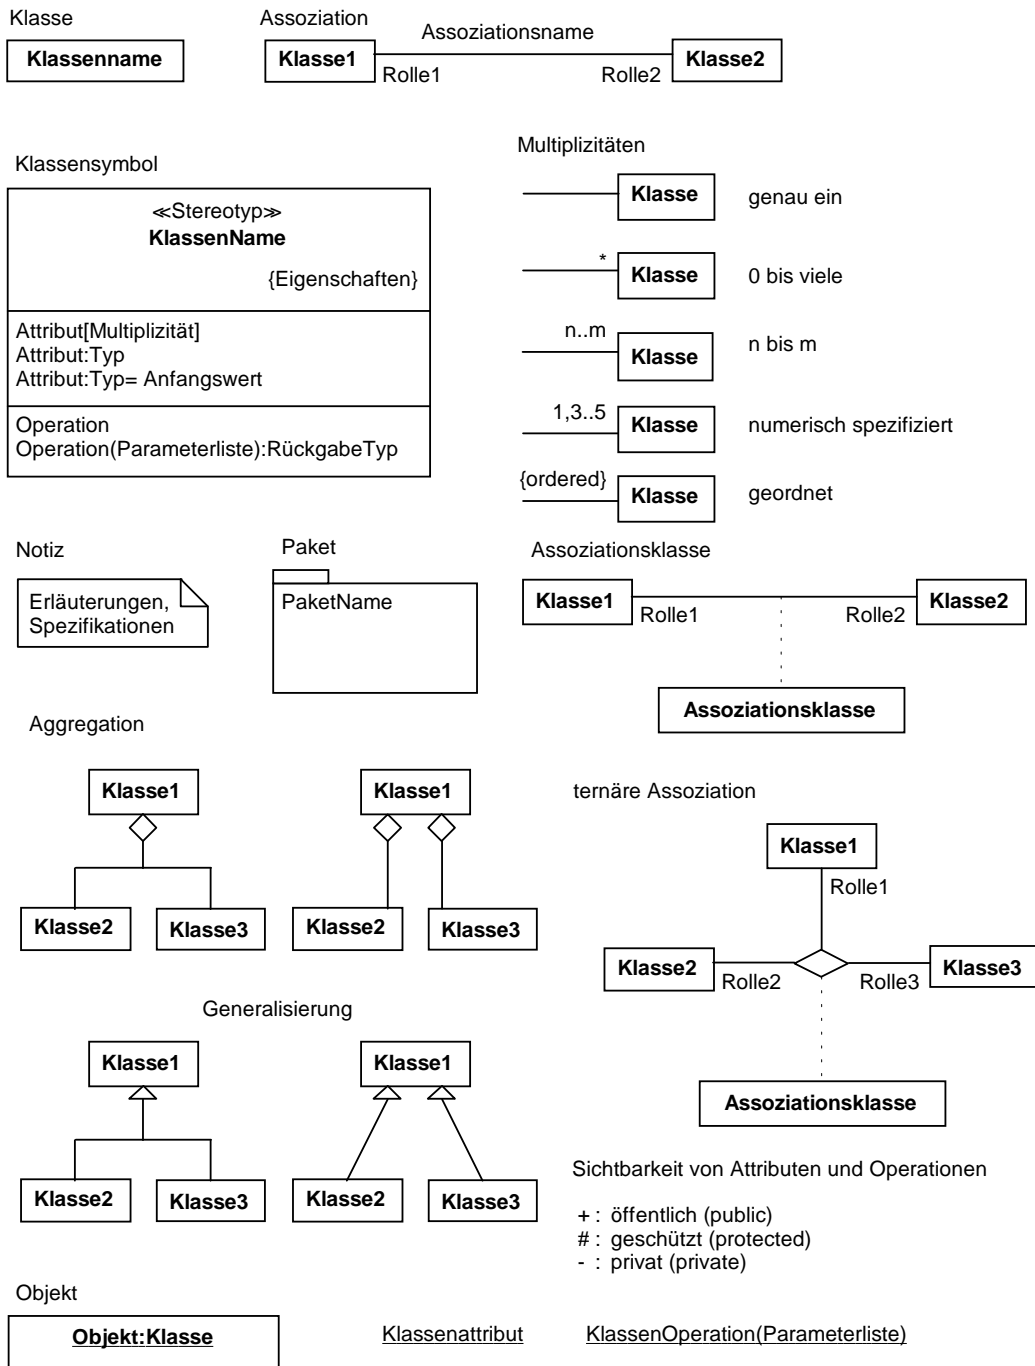 Klasse
Klassenname
Assoziation
Klasse1
Assoziationsname
Klasse2
Rolle1
Rolle2
Klassensymbol
≪Stereotyp≫
KlassenName
{Eigenschaften}
Attribut[Multiplizität]
Attribut:Typ
Attribut:Typ= Anfangswert
Operation
Operation(Parameterliste):RückgabeTyp
Multiplizitäten
Klasse
genau ein
*
Klasse
0 bis viele
n..m
Klasse
n bis m
1,3..5
Klasse
numerisch spezifiziert
{ordered}
Klasse
geordnet
Notiz
Erläuterungen,
Spezifikationen
Paket
PaketName
Assoziationsklasse
Klasse1
Rolle1
Rolle2
Klasse2
Assoziationsklasse
Aggregation
Klasse1
Klasse2
Klasse3
Klasse1
Klasse2
Klasse3
ternäre Assoziation
Klasse1
Rolle1
Klasse2
Rolle2
Rolle3
Klasse3
Assoziationsklasse
Generalisierung
Klasse1
Klasse2
Klasse3
Klasse1
Klasse2
Klasse3
Sichtbarkeit von Attributen und Operationen
+ : öffentlich (public)
# : geschützt (protected)
- : privat (private)
Objekt
Objekt:Klasse
Klassenattribut
KlassenOperation(Parameterliste)